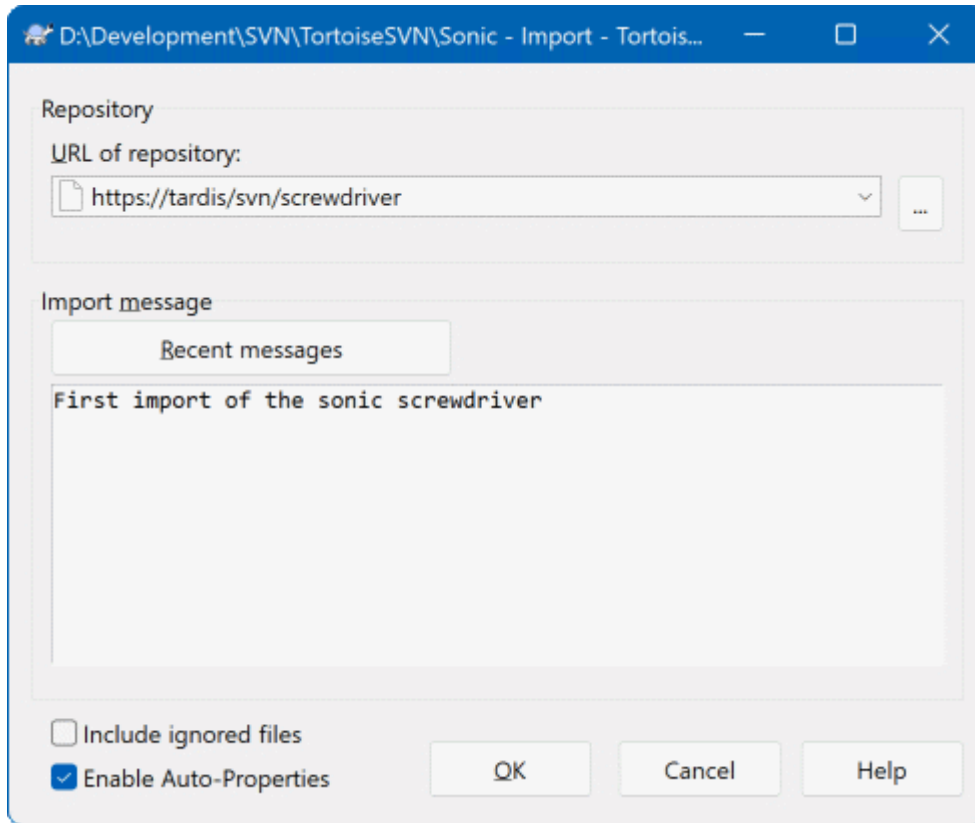 D:\Development\SVN\TortoiseSVN\Sonic - Import - Tortois...
Repository
URL of repository:
https://tardis/svn/screwdriver
...
Import message
Recent messages
First import of the sonic screwdriver
Include ignored files
Enable Auto-Properties
OK
Cancel
Help